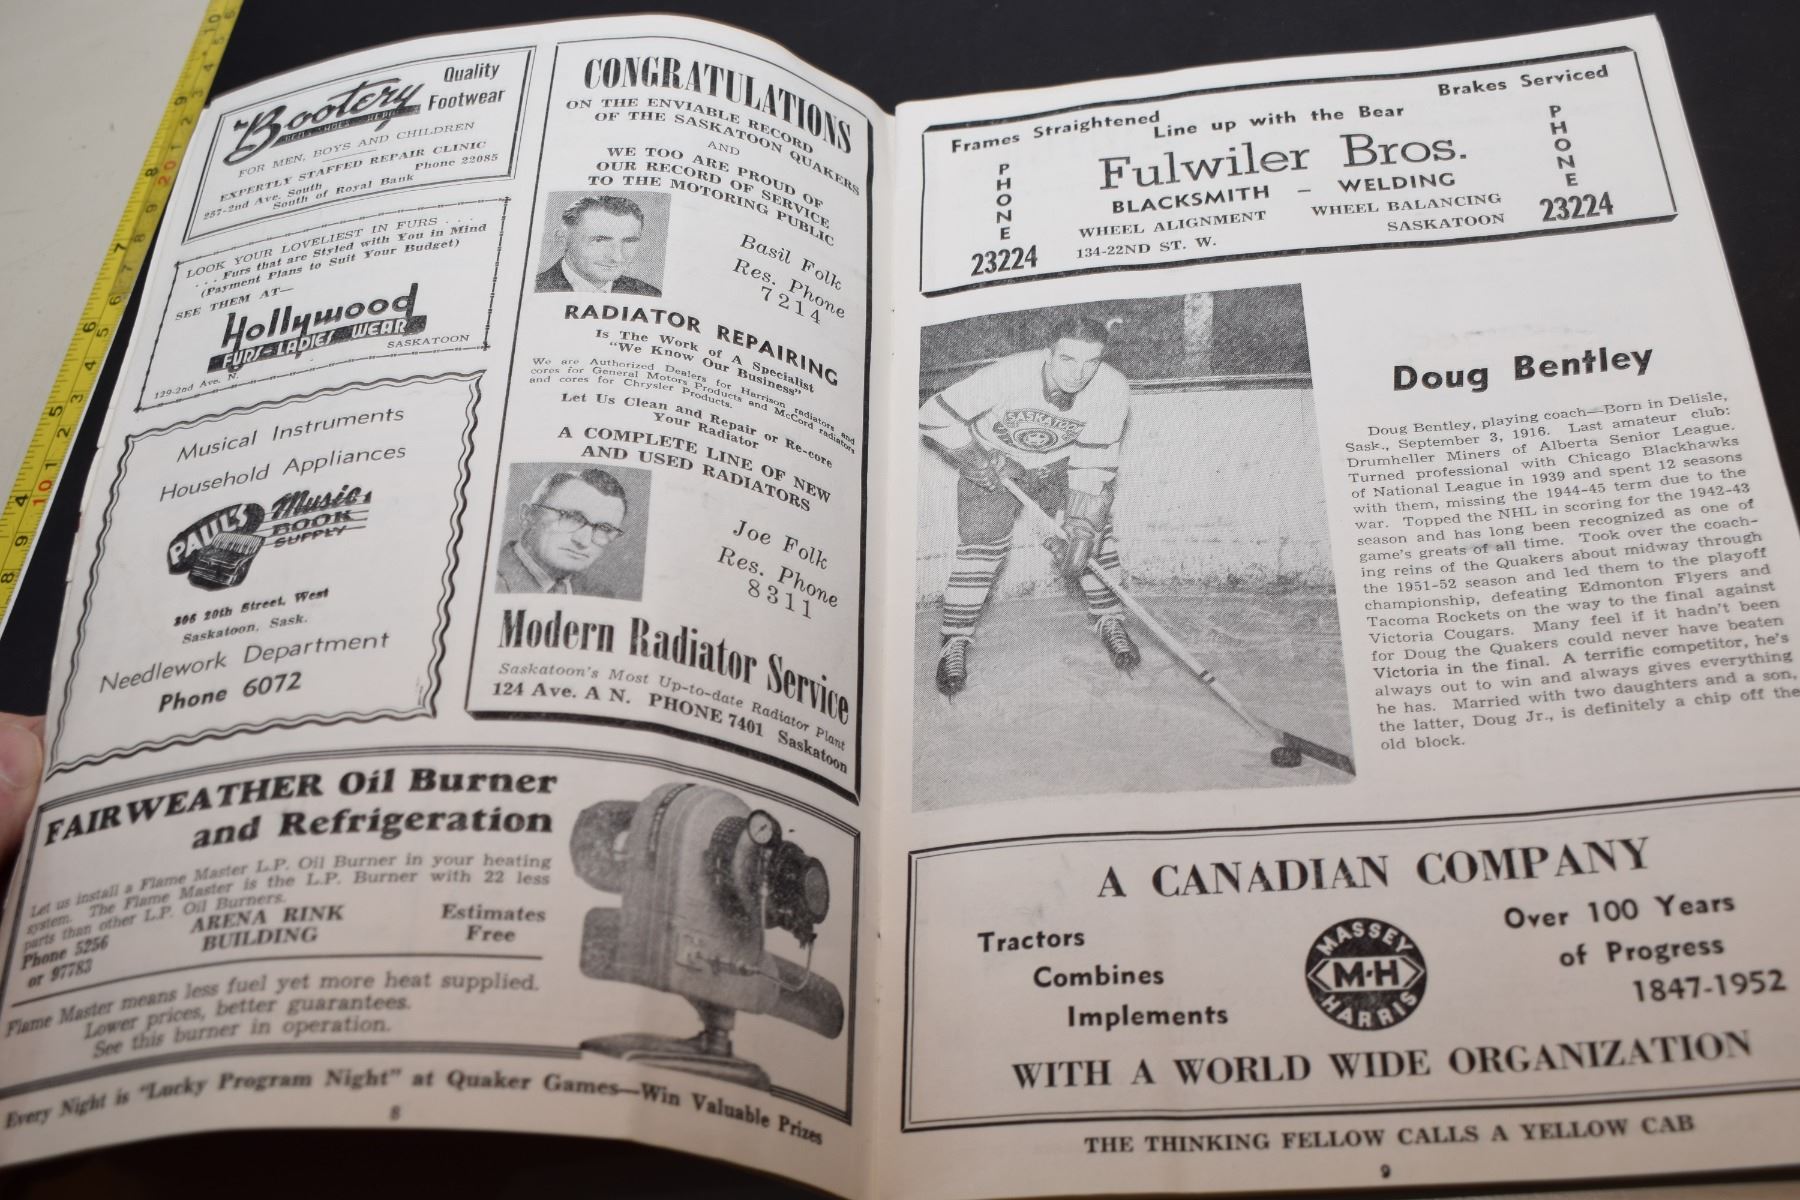 The Bootery
Quality
Footwear
FOR MEN, BOYS AND CHILDREN
EXPERTLY STAFFED REPAIR CLINIC
257-2nd Ave. South Phone 22085
South of Royal Bank
LOOK YOUR LOVELIEST IN FURS . . .
. . . Furs that are Styled with You in Mind
(Payment Plans to Suit Your Budget)
SEE THEM AT—
Hollywood
FURS-LADIES WEAR
129-2nd Ave. N. SASKATOON
Musical Instruments
Household Appliances
PAUL'S Music
BOOK
SUPPLY
306 20th Street, West
Saskatoon, Sask.
Needlework Department
Phone 6072
CONGRATULATIONS
ON THE ENVIABLE RECORD
OF THE SASKATOON QUAKERS
AND
WE TOO ARE PROUD OF
OUR RECORD OF SERVICE
TO THE MOTORING PUBLIC
Basil Folk
Res. Phone
7214
RADIATOR REPAIRING
Is The Work of A Specialist
"We Know Our Business"
We are Authorized Dealers for Harrison radiators and
cores for General Motors Products and McCord radiators
and cores for Chrysler Products.
Let Us Clean and Repair or Re-core
Your Radiator
A COMPLETE LINE OF NEW
AND USED RADIATORS
Joe Folk
Res. Phone
8311
Modern Radiator Service
Saskatoon's Most Up-to-date Radiator Plant
124 Ave. A N. PHONE 7401 Saskatoon
FAIRWEATHER Oil Burner
and Refrigeration
Let us install a Flame Master L.P. Oil Burner in your heating
system. The Flame Master is the L.P. Burner with 22 less
parts than other L.P. Oil Burners.
Phone 5256
or 97783
ARENA RINK
BUILDING
Estimates
Free
Flame Master means less fuel yet more heat supplied.
Lower prices, better guarantees.
See this burner in operation.
Every Night is "Lucky Program Night" at Quaker Games—Win Valuable Prizes
8
Frames Straightened
Brakes Serviced
Line up with the Bear
Fulwiler Bros.
BLACKSMITH – WELDING
WHEEL ALIGNMENT WHEEL BALANCING
134-22ND ST. W. SASKATOON
PHONE
23224
PHONE
23224
SASKATOON
Doug Bentley
Doug Bentley, playing coach—Born in Delisle,
Sask., September 3, 1916. Last amateur club:
Drumheller Miners of Alberta Senior League.
Turned professional with Chicago Blackhawks
of National League in 1939 and spent 12 seasons
with them, missing the 1944-45 term due to the
war. Topped the NHL in scoring for the 1942-43
season and has long been recognized as one of
game's greats of all time. Took over the coach-
ing reins of the Quakers about midway through
the 1951-52 season and led them to the playoff
championship, defeating Edmonton Flyers and
Tacoma Rockets on the way to the final against
Victoria Cougars. Many feel if it hadn't been
for Doug the Quakers could never have beaten
Victoria in the final. A terrific competitor, he's
always out to win and always gives everything
he has. Married with two daughters and a son,
the latter, Doug Jr., is definitely a chip off the
old block.
A CANADIAN COMPANY
Tractors
Combines
Implements
MASSEY
M-H
HARRIS
Over 100 Years
of Progress
1847-1952
WITH A WORLD WIDE ORGANIZATION
THE THINKING FELLOW CALLS A YELLOW CAB
9